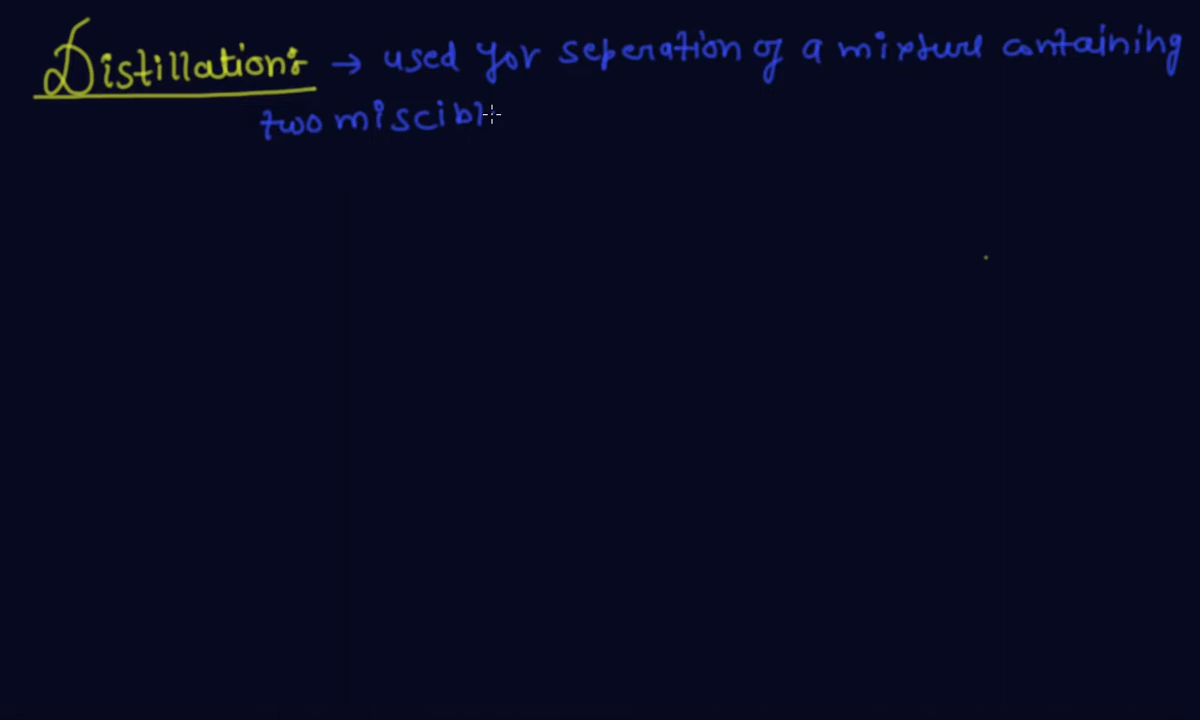 Distillation:- → used for seperation of a mixture containing
two miscibl